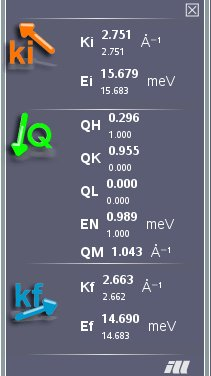 ki
Ki 2.751 Å⁻¹
2.751
Ei 15.679 meV
15.683
Q
QH 0.296
1.000
QK 0.955
0.000
QL 0.000
0.000
EN 0.989 meV
1.000
QM 1.043 Å⁻¹
kf
Kf 2.663 Å⁻¹
2.662
Ef 14.690 meV
14.683
ill